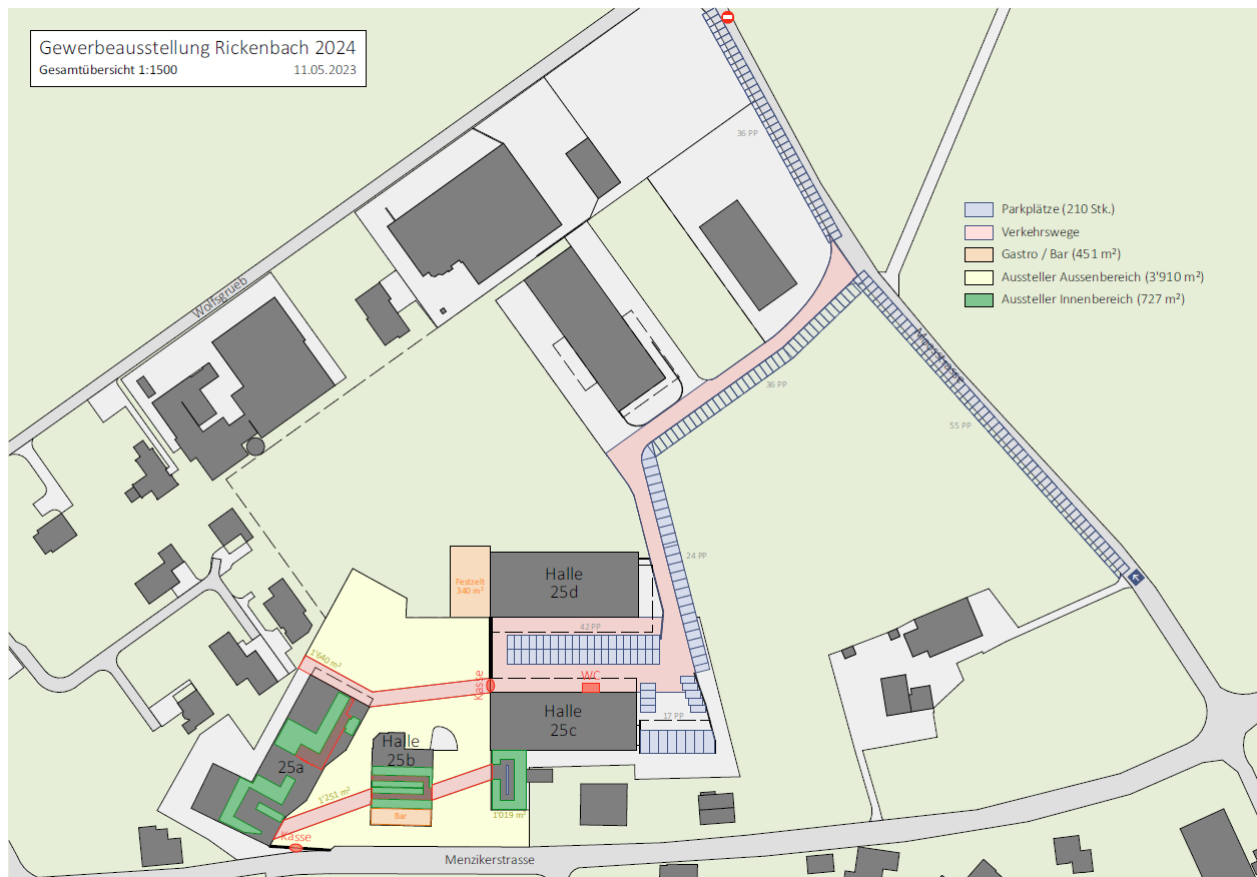 Gewerbeausstellung Rickenbach 2024
Gesamtübersicht 1:1500 11.05.2023
36 PP
Parkplätze (210 Stk.)
Verkehrswege
Gastro / Bar (451 m²)
Aussteller Aussenbereich (3'910 m²)
Aussteller Innenbereich (727 m²)
Wolfsgrueb
36 PP
55 PP
24 PP
Festzelt
340 m²
Halle
25d
42 PP
1'640 m²
Kasse
WC
Halle
25c
17 PP
Halle
25b
25a
1'251 m²
Bar
1'019 m²
Kasse
Menzikerstrasse